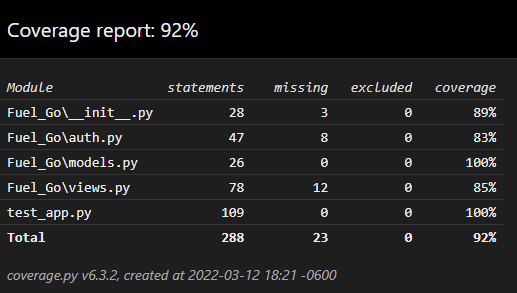 Coverage report: 92%
Module statements missing excluded coverage
Fuel_Go\__init__.py 28 3 0 89%
Fuel_Go\auth.py 47 8 0 83%
Fuel_Go\models.py 26 0 0 100%
Fuel_Go\views.py 78 12 0 85%
test_app.py 109 0 0 100%
Total 288 23 0 92%
coverage.py v6.3.2, created at 2022-03-12 18:21 -0600